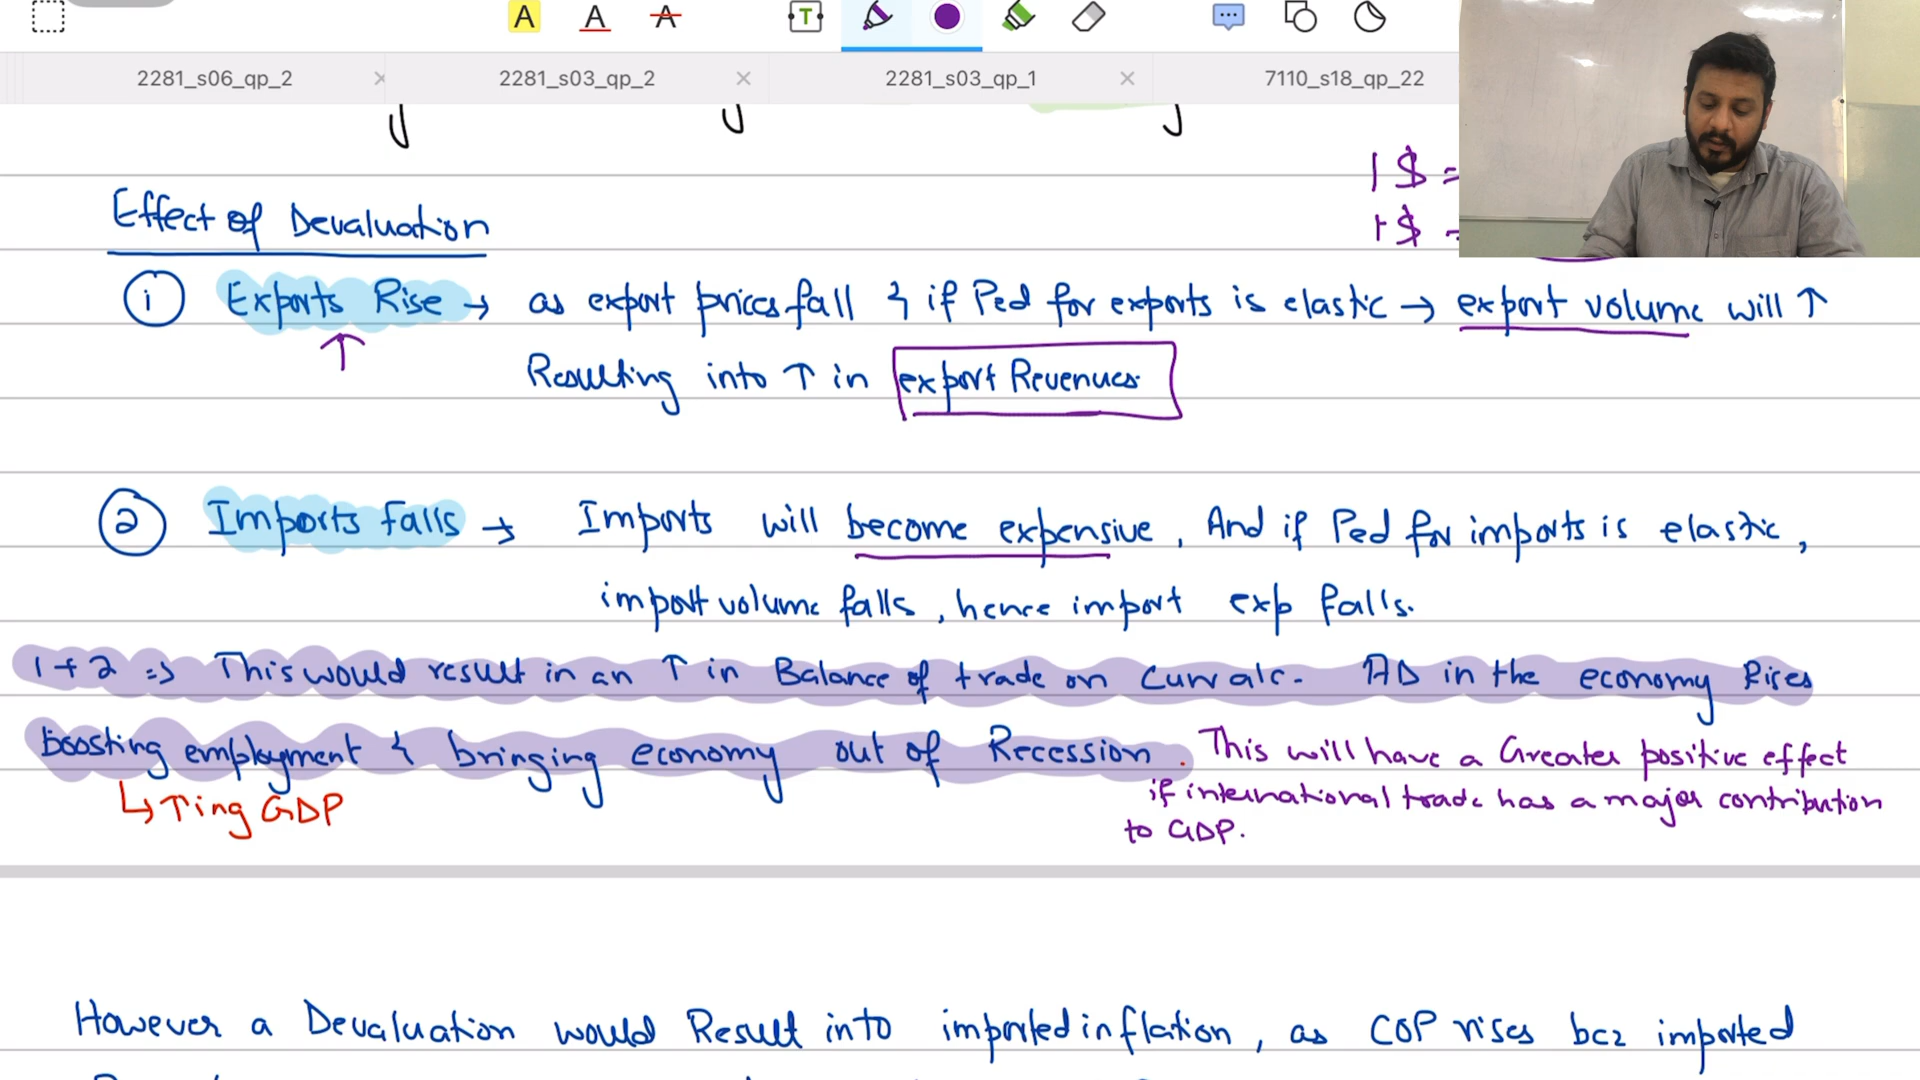 A A A T
2281_s06_qp_2 × 2281_s03_qp_2 × 2281_s03_qp_1 × 7110_s18_qp_22
1 $ =
1 $
Effect of Devaluation
① Exports Rise → as export prices fall & if Ped for exports is elastic → export volume will ↑
↑
Resulting into ↑ in export Revenues.
② Imports falls → Imports will become expensive, And if Ped for imports is elastic,
import volume falls, hence import exp falls.
1 + 2 => This would result in an ↑ in Balance of trade on Curr a/c. AD in the economy Rises
boosting employment & bringing economy out of Recession. This will have a Greater positive effect
if international trade has a major contribution
to GDP.
↳ ↑ing GDP
However a Devaluation would Result into imported inflation, as COP rises bcz imported